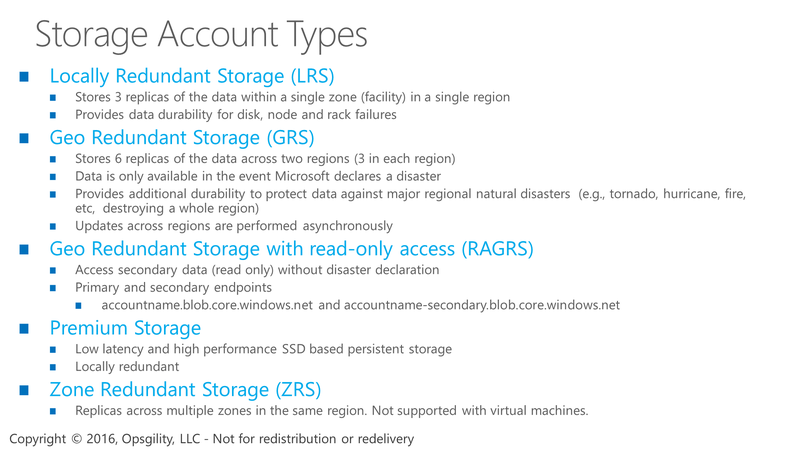 Storage Account Types
Locally Redundant Storage (LRS)
Stores 3 replicas of the data within a single zone (facility) in a single region
Provides data durability for disk, node and rack failures
Geo Redundant Storage (GRS)
Stores 6 replicas of the data across two regions (3 in each region)
Data is only available in the event Microsoft declares a disaster
Provides additional durability to protect data against major regional natural disasters (e.g., tornado, hurricane, fire,
etc, destroying a whole region)
Updates across regions are performed asynchronously
Geo Redundant Storage with read-only access (RAGRS)
Access secondary data (read only) without disaster declaration
Primary and secondary endpoints
accountname.blob.core.windows.net and accountname-secondary.blob.core.windows.net
Premium Storage
Low latency and high performance SSD based persistent storage
Locally redundant
Zone Redundant Storage (ZRS)
Replicas across multiple zones in the same region. Not supported with virtual machines.
Copyright © 2016, Opsgility, LLC - Not for redistribution or redelivery